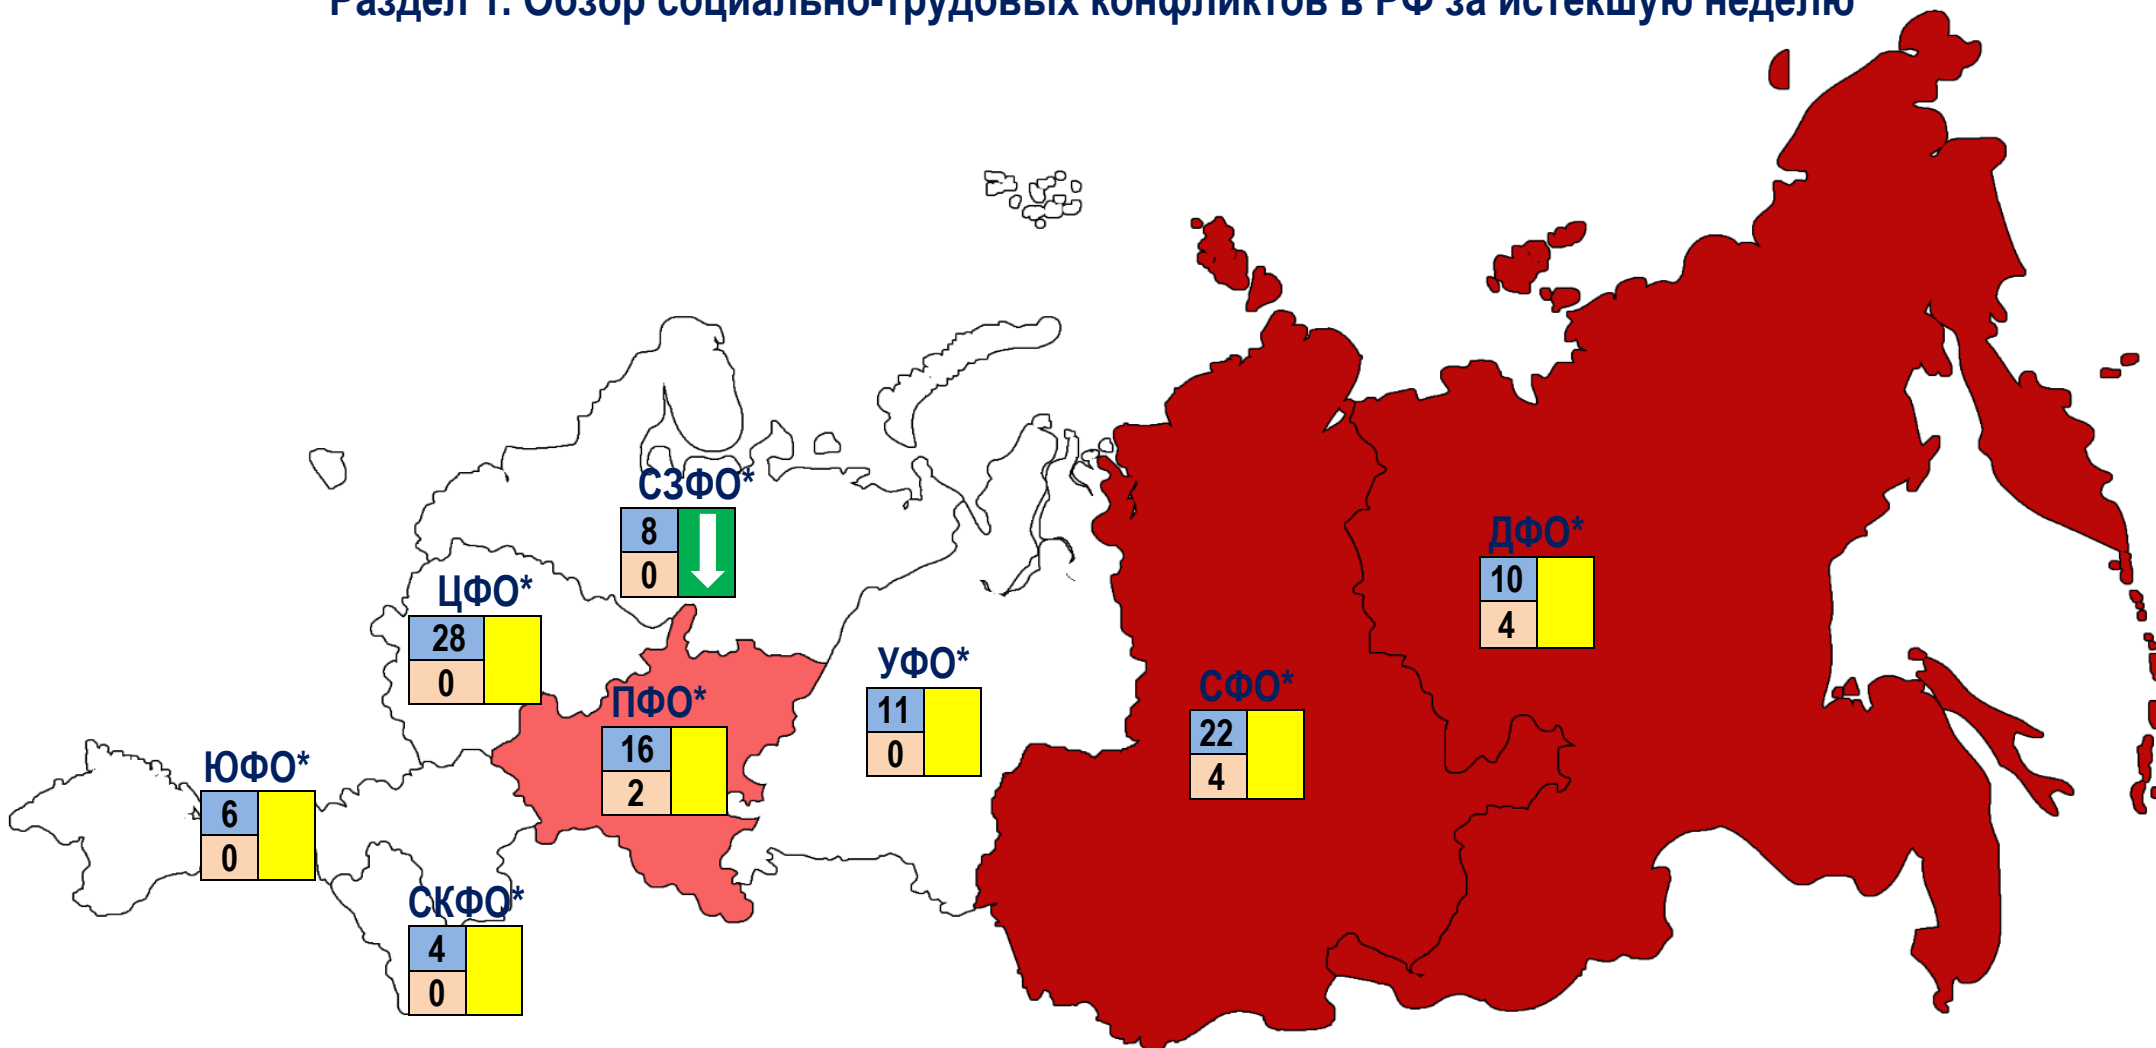 Раздел 1. Обзор социально-трудовых конфликтов в РФ за истекшую неделю
СЗФО*
8
0
ДФО*
10
4
ЦФО*
28
0
УФО*
11
0
СФО*
22
4
ПФО*
16
2
ЮФО*
6
0
СКФО*
4
0